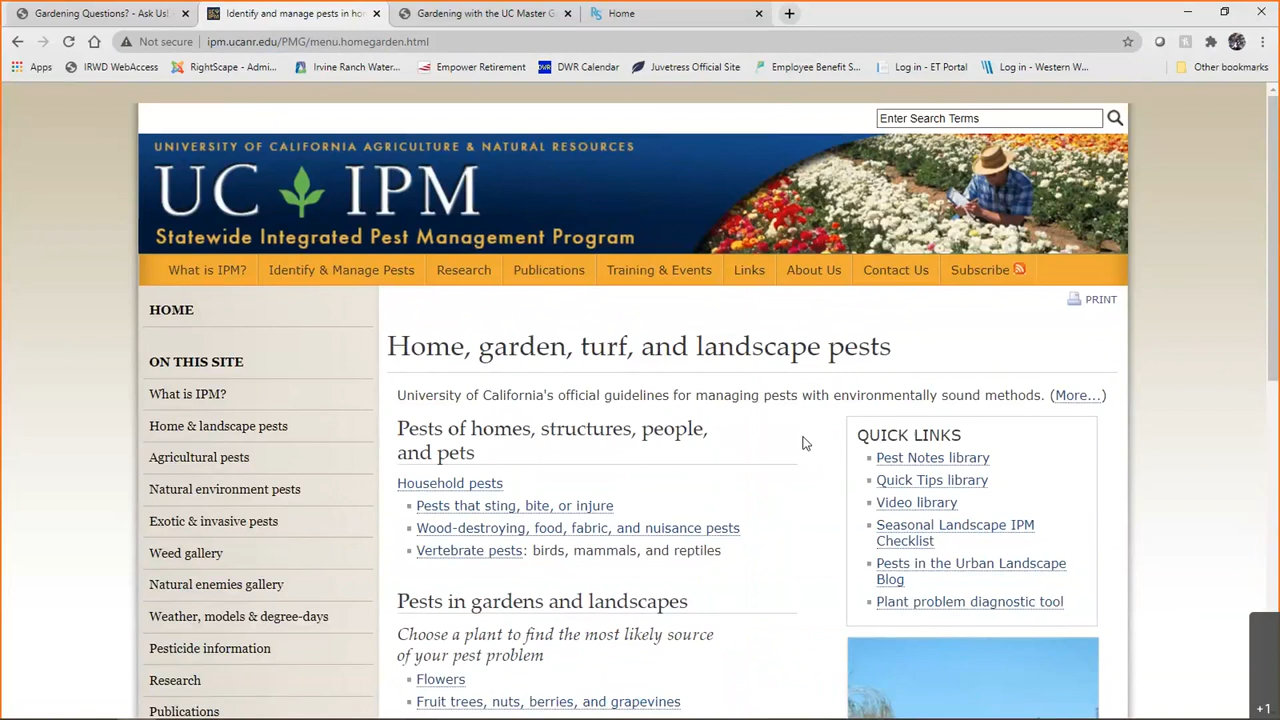 Gardening Questions? - Ask Us!
Identify and manage pests in hom
Gardening with the UC Master G
Home
Not secure
ipm.ucanr.edu/PMG/menu.homegarden.html
Apps
IRWD WebAccess
RightScape - Admi...
Irvine Ranch Water...
Empower Retirement
DWR Calendar
Juvetress Official Site
Employee Benefit S...
Log in - ET Portal
Log in - Western W...
Other bookmarks
Enter Search Terms
UNIVERSITY OF CALIFORNIA AGRICULTURE & NATURAL RESOURCES
UC IPM
Statewide Integrated Pest Management Program
What is IPM?
Identify & Manage Pests
Research
Publications
Training & Events
Links
About Us
Contact Us
Subscribe
HOME
ON THIS SITE
What is IPM?
Home & landscape pests
Agricultural pests
Natural environment pests
Exotic & invasive pests
Weed gallery
Natural enemies gallery
Weather, models & degree-days
Pesticide information
Research
Publications
PRINT
Home, garden, turf, and landscape pests
University of California's official guidelines for managing pests with environmentally sound methods. (More...)
Pests of homes, structures, people,
and pets
Household pests
Pests that sting, bite, or injure
Wood-destroying, food, fabric, and nuisance pests
Vertebrate pests: birds, mammals, and reptiles
Pests in gardens and landscapes
Choose a plant to find the most likely source
of your pest problem
Flowers
Fruit trees, nuts, berries, and grapevines
QUICK LINKS
Pest Notes library
Quick Tips library
Video library
Seasonal Landscape IPM
Checklist
Pests in the Urban Landscape
Blog
Plant problem diagnostic tool
+1